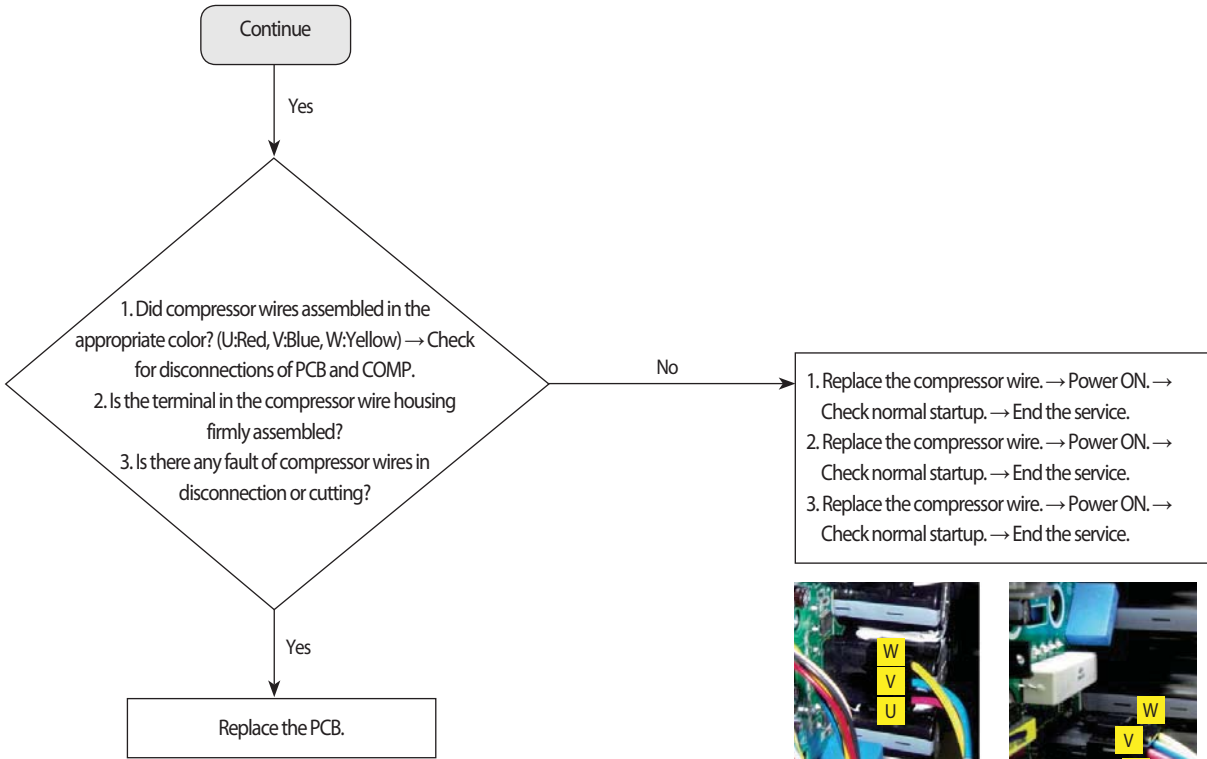 Continue
Yes
1. Did compressor wires assembled in the
appropriate color? (U:Red, V:Blue, W:Yellow) → Check
for disconnections of PCB and COMP.
2. Is the terminal in the compressor wire housing
firmly assembled?
3. Is there any fault of compressor wires in
disconnection or cutting?
No
1. Replace the compressor wire. → Power ON. →
Check normal startup. → End the service.
2. Replace the compressor wire. → Power ON. →
Check normal startup. → End the service.
3. Replace the compressor wire. → Power ON. →
Check normal startup. → End the service.
Yes
Replace the PCB.
W
V
U
W
V